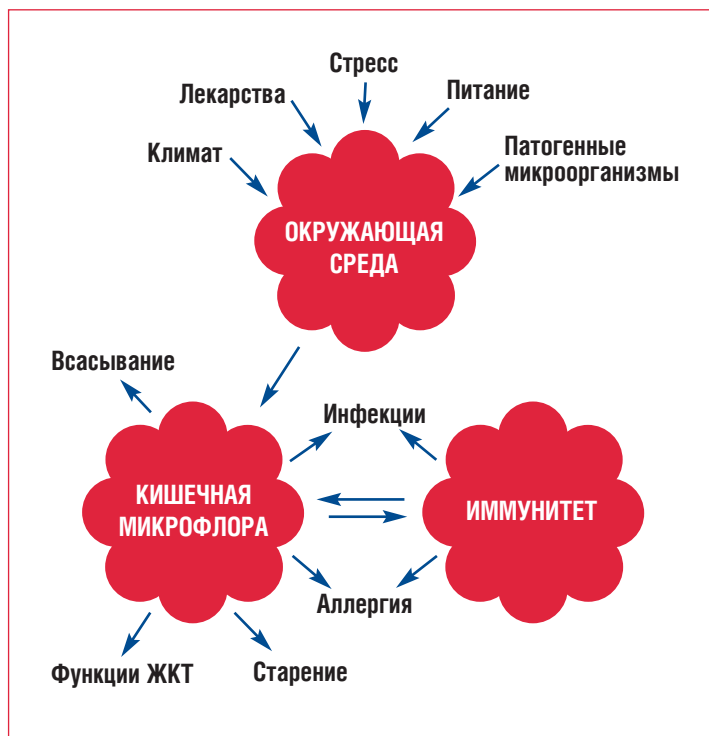 Стресс
Лекарства
Питание
Климат
Патогенные
микроорганизмы
ОКРУЖАЮЩАЯ
СРЕДА
Всасывание
Инфекции
КИШЕЧНАЯ
МИКРОФЛОРА
ИММУНИТЕТ
Аллергия
Функции ЖКТ
Старение